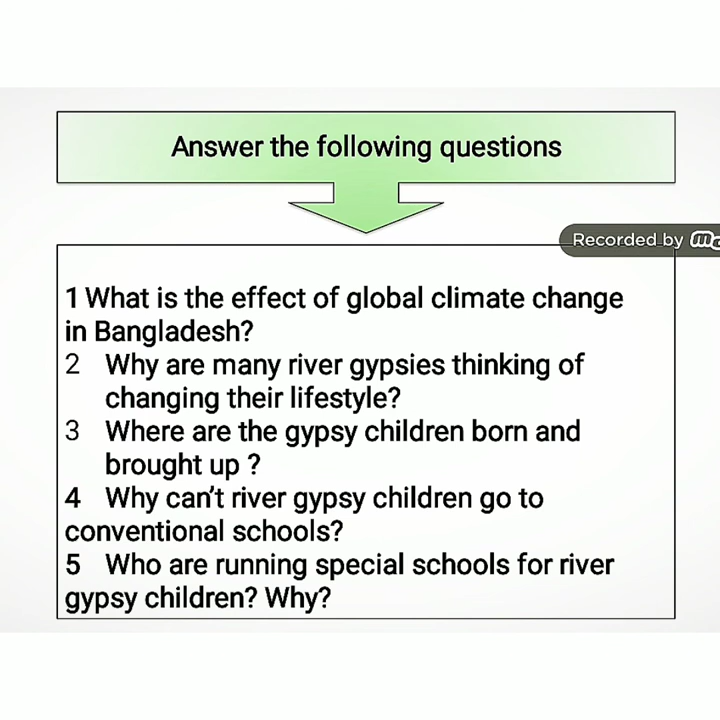 Answer the following questions
Recorded by
1 What is the effect of global climate change
in Bangladesh?
2 Why are many river gypsies thinking of
changing their lifestyle?
3 Where are the gypsy children born and
brought up ?
4 Why can't river gypsy children go to
conventional schools?
5 Who are running special schools for river
gypsy children? Why?